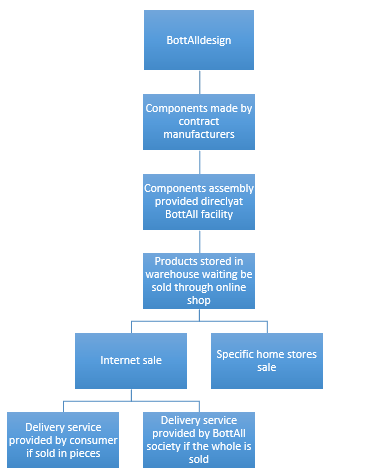 BottAlldesign
Components made by
contract
manufacturers
Components assembly
provided direclyat
BottAll facility
Products stored in
warehouse waiting be
sold through online
shop
Internet sale
Specific home stores
sale
Delivery service
provided by consumer
if sold in pieces
Delivery service
provided by BottAll
society if the whole is
sold